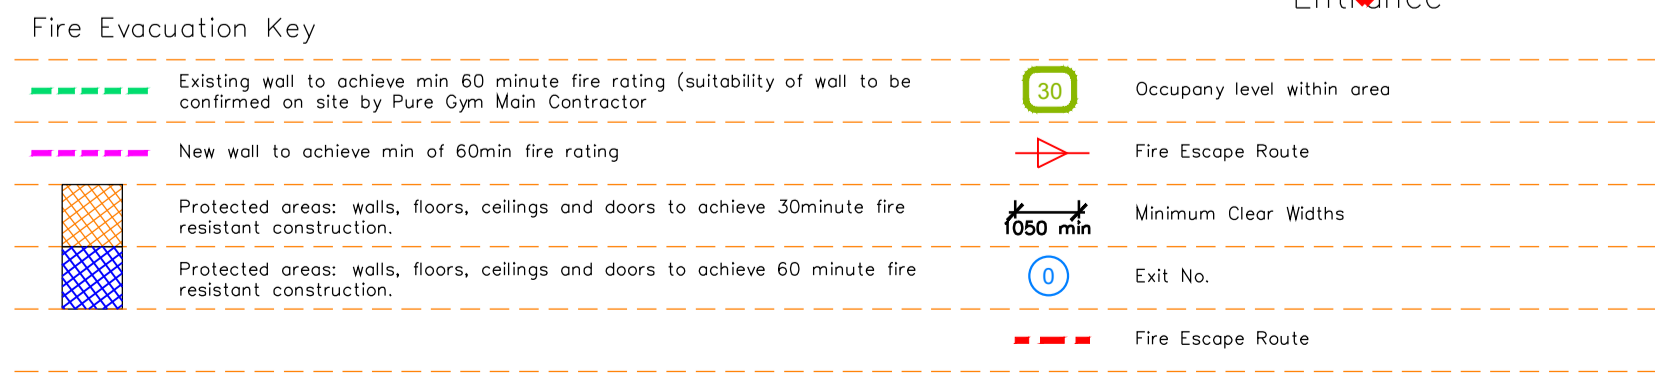 Entrance
Fire Evacuation Key
Existing wall to achieve min 60 minute fire rating (suitability of wall to be
confirmed on site by Pure Gym Main Contractor
New wall to achieve min of 60min fire rating
Protected areas: walls, floors, ceilings and doors to achieve 30minute fire
resistant construction.
Protected areas: walls, floors, ceilings and doors to achieve 60 minute fire
resistant construction.
30
Occupany level within area
Fire Escape Route
1050 min
Minimum Clear Widths
0
Exit No.
Fire Escape Route